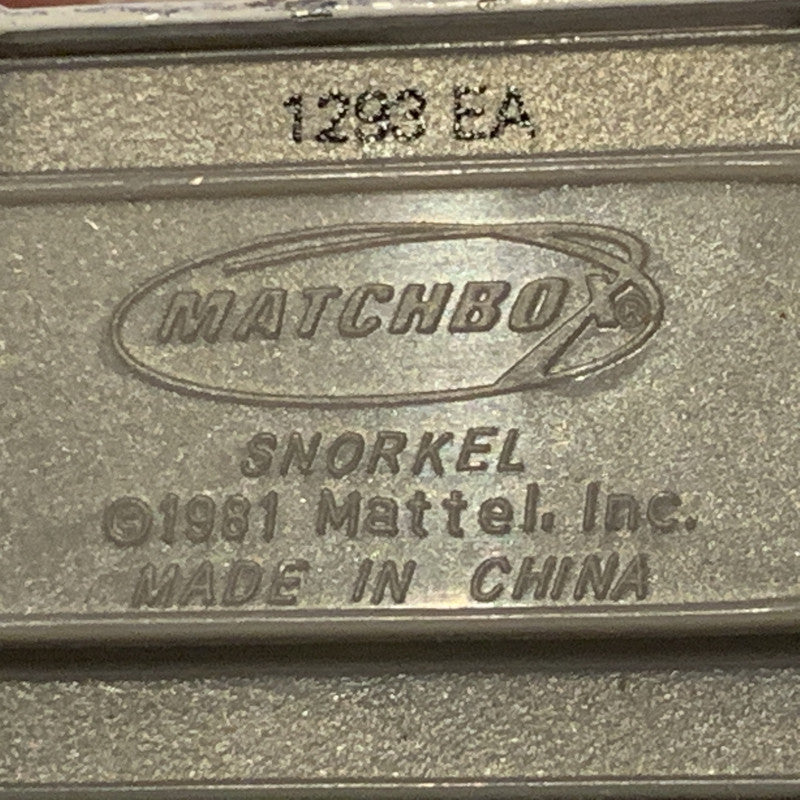 1293 EA
MATCHBOX®
SNORKEL
©1981 Mattel, Inc.
MADE IN CHINA